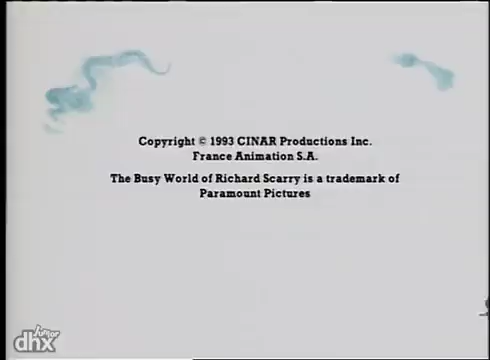 Copyright © 1993 CINAR Productions Inc.
France Animation S.A.
The Busy World of Richard Scarry is a trademark of
Paramount Pictures
junior
dhx